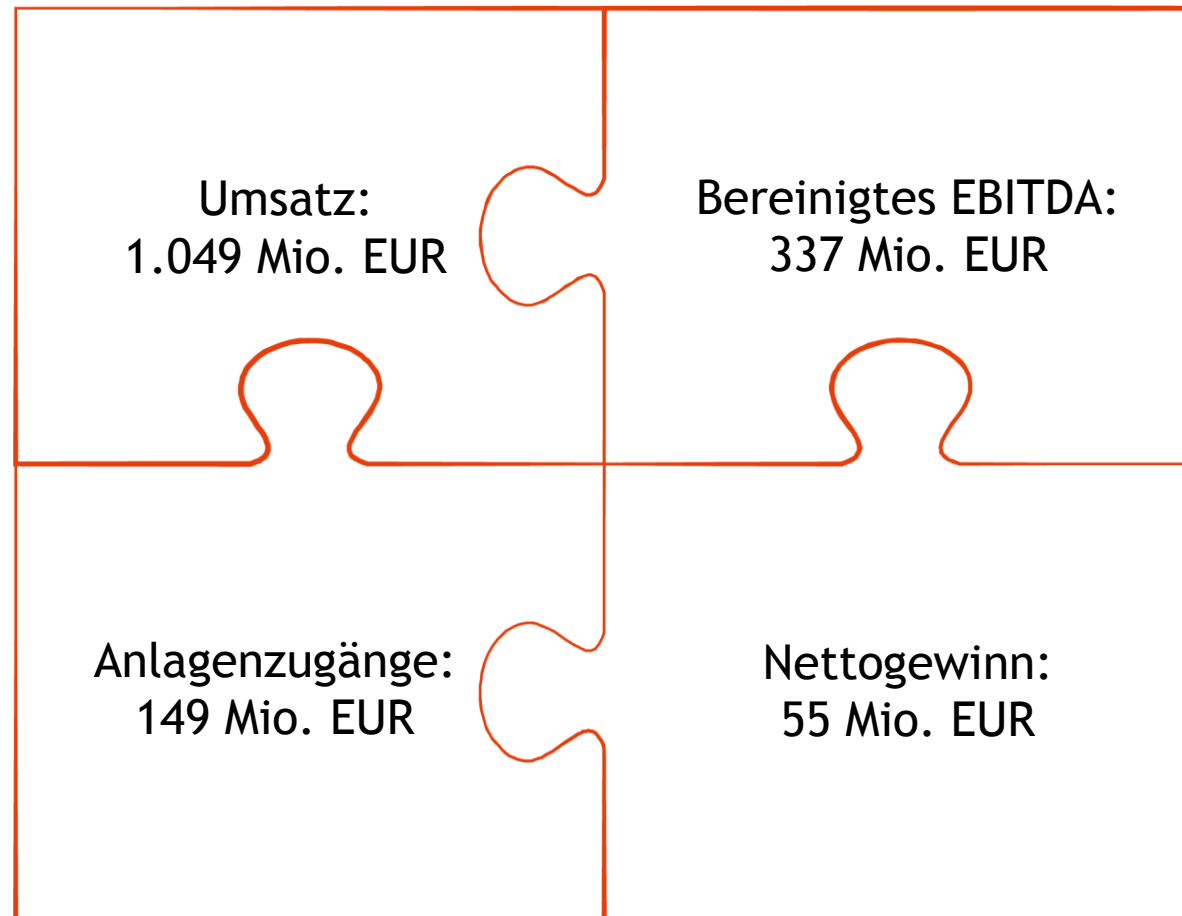 Umsatz:
1.049 Mio. EUR
Bereinigtes EBITDA:
337 Mio. EUR
Anlagenzugänge:
149 Mio. EUR
Nettogewinn:
55 Mio. EUR